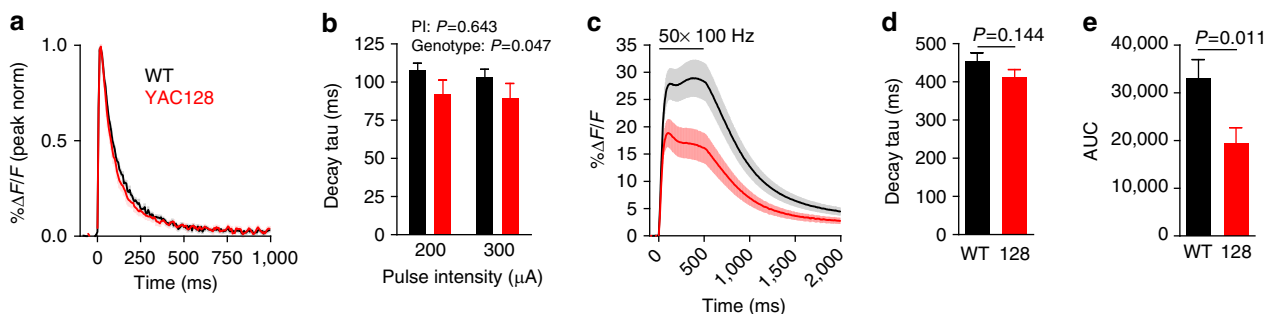 a
1.0
0.5
0.0
%ΔF/F (peak norm)
WT
YAC128
0 250 500 750 1,000
Time (ms)
b
PI: P=0.643
Genotype: P=0.047
125
100
75
50
25
0
Decay tau (ms)
200 300
Pulse intensity (μA)
c
50× 100 Hz
35
30
25
20
15
10
5
0
%ΔF/F
0 500 1,000 1,500 2,000
Time (ms)
d
P=0.144
500
400
300
200
100
0
Decay tau (ms)
WT 128
e
P=0.011
40,000
30,000
20,000
10,000
0
AUC
WT 128